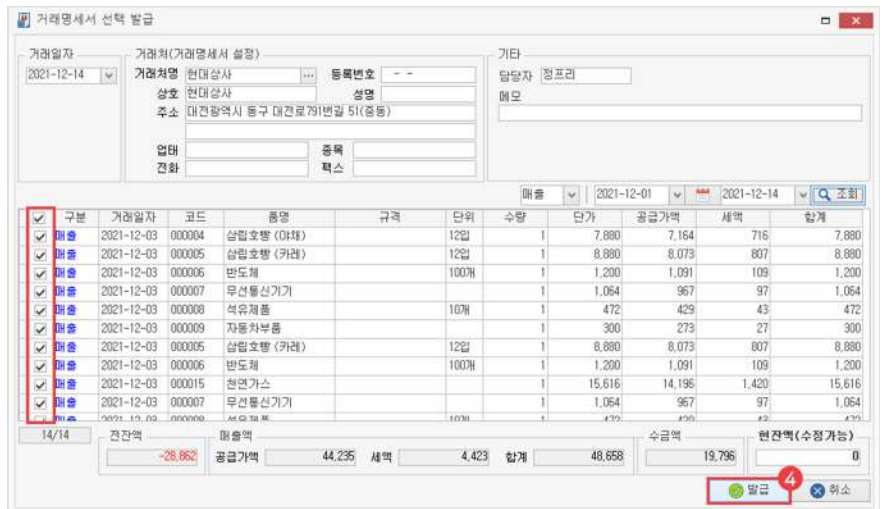 거래명세서 선택 발급
거래일자
2021-12-14
거래처(거래명세서 설정)
거래처명 현대상사 ... 등록번호 - -
상호 현대상사 성명
주소 대전광역시 동구 대전로791번길 51(중동)
업태 종목
전화 팩스
기타
담당자 정프리
메모
매출 2021-12-01 2021-12-14 조회
구분 거래일자 코드 품명 규격 단위 수량 단가 공급가액 세액 합계
매출 2021-12-03 000004 삼립호빵 (야채) 12입 1 7,880 7,164 716 7,880
매출 2021-12-03 000005 삼립호빵 (카레) 12입 1 8,880 8,073 807 8,880
매출 2021-12-03 000006 반도체 100개 1 1,200 1,091 109 1,200
매출 2021-12-03 000007 무선통신기기 1 1,064 967 97 1,064
매출 2021-12-03 000008 석유제품 10개 1 472 429 43 472
매출 2021-12-03 000009 자동차부품 1 300 273 27 300
매출 2021-12-03 000005 삼립호빵 (카레) 12입 1 8,880 8,073 807 8,880
매출 2021-12-03 000006 반도체 100개 1 1,200 1,091 109 1,200
매출 2021-12-03 000015 천연가스 1 15,616 14,196 1,420 15,616
매출 2021-12-03 000007 무선통신기기 1 1,064 967 97 1,064
매출 2021-12-03 000008 석유제품 10개 1 472 429 43 472
14/14
전잔액 -28,862
매출액 공급가액 44,235 세액 4,423 합계 48,658
수금액 19,796
현잔액(수정가능) 0
발급 4 취소